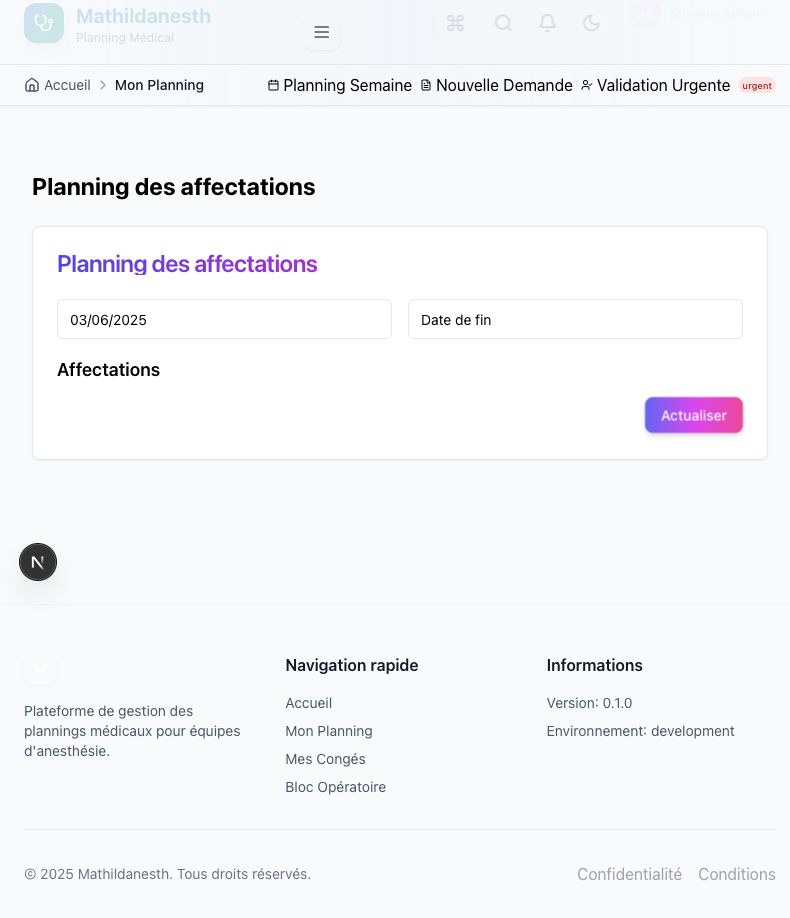 Mathildanesth
Planning Médical
Accueil > Mon Planning
Planning Semaine Nouvelle Demande Validation Urgente urgent
Planning des affectations
Planning des affectations
03/06/2025 Date de fin
Affectations
Actualiser
N
Plateforme de gestion des
plannings médicaux pour équipes
d'anesthésie.
Navigation rapide
Accueil
Mon Planning
Mes Congés
Bloc Opératoire
Informations
Version: 0.1.0
Environnement: development
© 2025 Mathildanesth. Tous droits réservés.
Confidentialité Conditions